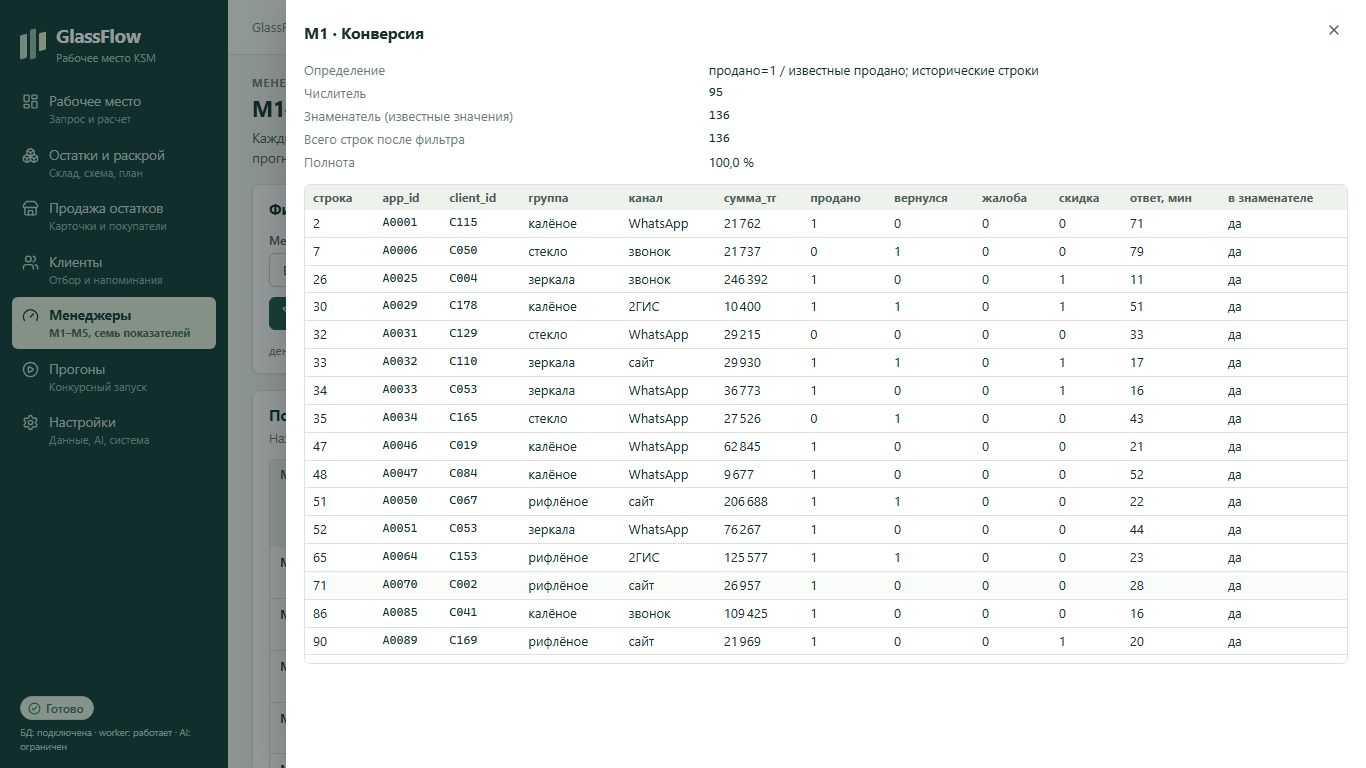 GlassFlow
Рабочее место KSM
Рабочее место
Запрос и расчет
Остатки и раскрой
Склад, схема, план
Продажа остатков
Карточки и покупатели
Клиенты
Отбор и напоминания
Менеджеры
M1–M5, семь показателей
Прогоны
Конкурсный запуск
Настройки
Данные, AI, система
Готово
БД: подключена · worker: работает · AI:
ограничен
M1 · Конверсия
Определение продано=1 / известные продано; исторические строки
Числитель 95
Знаменатель (известные значения) 136
Всего строк после фильтра 136
Полнота 100,0 %
строка app_id client_id группа канал сумма_тг продано вернулся жалоба скидка ответ, мин в знаменателе
2 A0001 C115 калёное WhatsApp 21 762 1 0 0 0 71 да
7 A0006 C050 стекло звонок 21 737 0 1 0 0 79 да
26 A0025 C004 зеркала звонок 246 392 1 0 0 1 11 да
30 A0029 C178 калёное 2ГИС 10 400 1 1 0 1 51 да
32 A0031 C129 стекло WhatsApp 29 215 0 0 0 0 33 да
33 A0032 C110 зеркала сайт 29 930 1 1 0 1 17 да
34 A0033 C053 зеркала WhatsApp 36 773 1 0 0 1 16 да
35 A0034 C165 стекло WhatsApp 27 526 0 1 0 0 43 да
47 A0046 C019 калёное WhatsApp 62 845 1 0 0 0 21 да
48 A0047 C084 калёное WhatsApp 9 677 1 0 0 0 52 да
51 A0050 C067 рифлёное сайт 206 688 1 1 0 0 22 да
52 A0051 C053 зеркала WhatsApp 76 267 1 0 0 0 44 да
65 A0064 C153 рифлёное 2ГИС 125 577 1 1 0 0 23 да
71 A0070 C002 рифлёное сайт 26 957 1 0 0 0 28 да
86 A0085 C041 калёное звонок 109 425 1 0 0 0 16 да
90 A0089 C169 рифлёное сайт 21 969 1 0 0 1 20 да